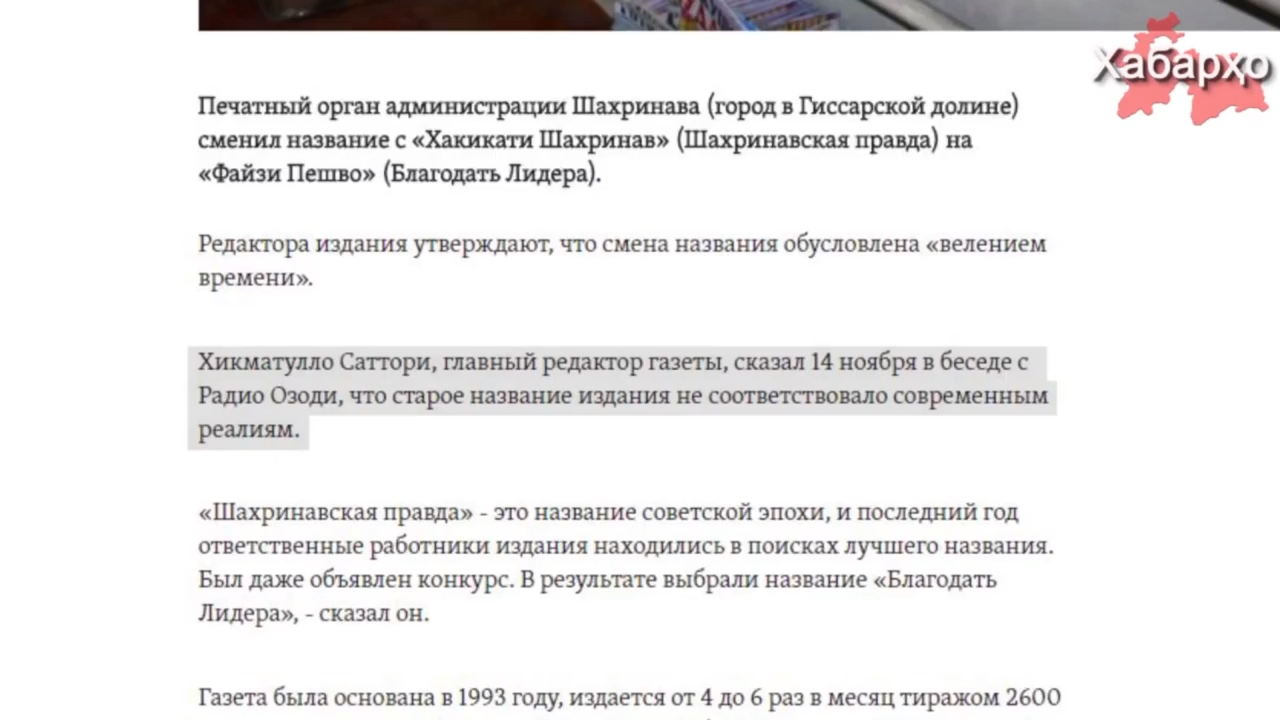 Хабарҳо
Печатный орган администрации Шахринава (город в Гиссарской долине)
сменил название с «Хакикати Шахринав» (Шахринавская правда) на
«Файзи Пешво» (Благодать Лидера).
Редактора издания утверждают, что смена названия обусловлена «велением
времени».
Хикматулло Саттори, главный редактор газеты, сказал 14 ноября в беседе с
Радио Озоди, что старое название издания не соответствовало современным
реалиям.
«Шахринавская правда» - это название советской эпохи, и последний год
ответственные работники издания находились в поисках лучшего названия.
Был даже объявлен конкурс. В результате выбрали название «Благодать
Лидера», - сказал он.
Газета была основана в 1993 году, издается от 4 до 6 раз в месяц тиражом 2600